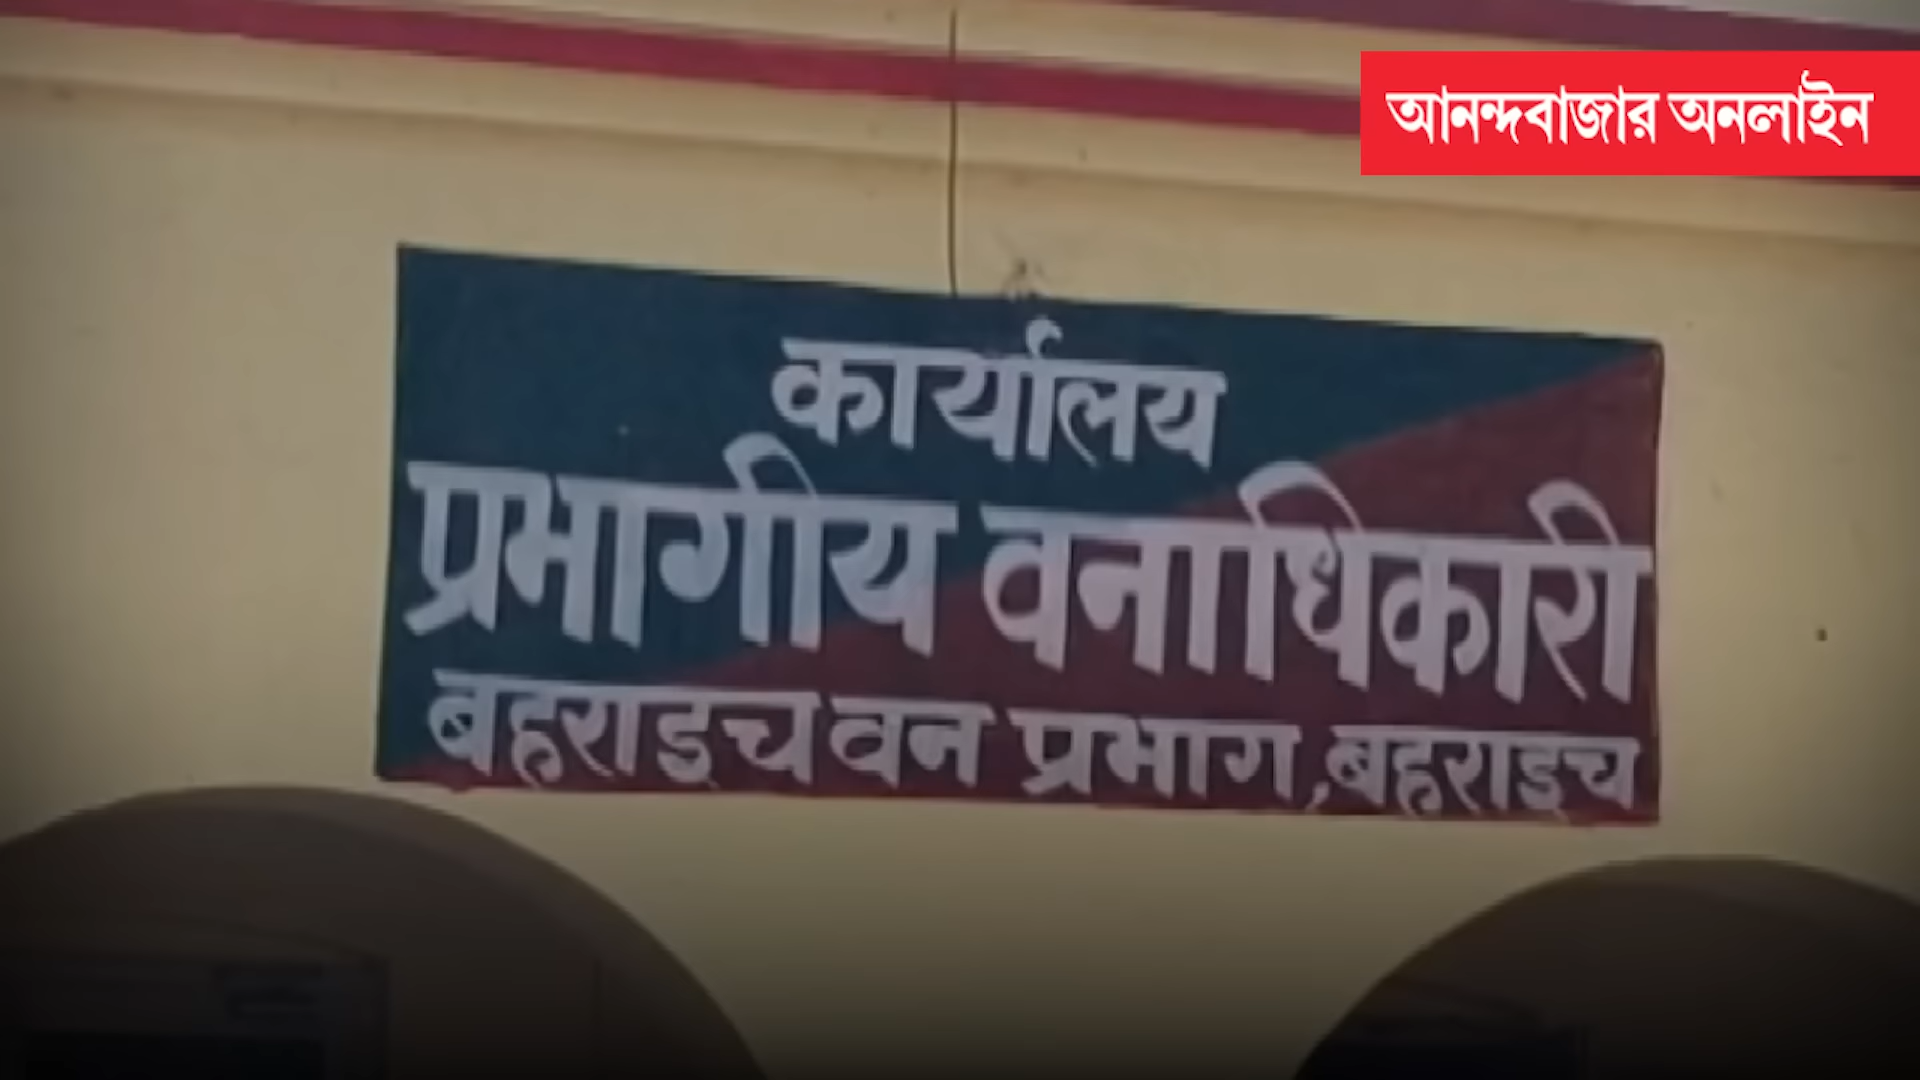 আনন্দবাজার অনলাইন
कार्यालय
प्रभागीय वनाधिकारी
बहराइच वन प्रभाग,बहराइच